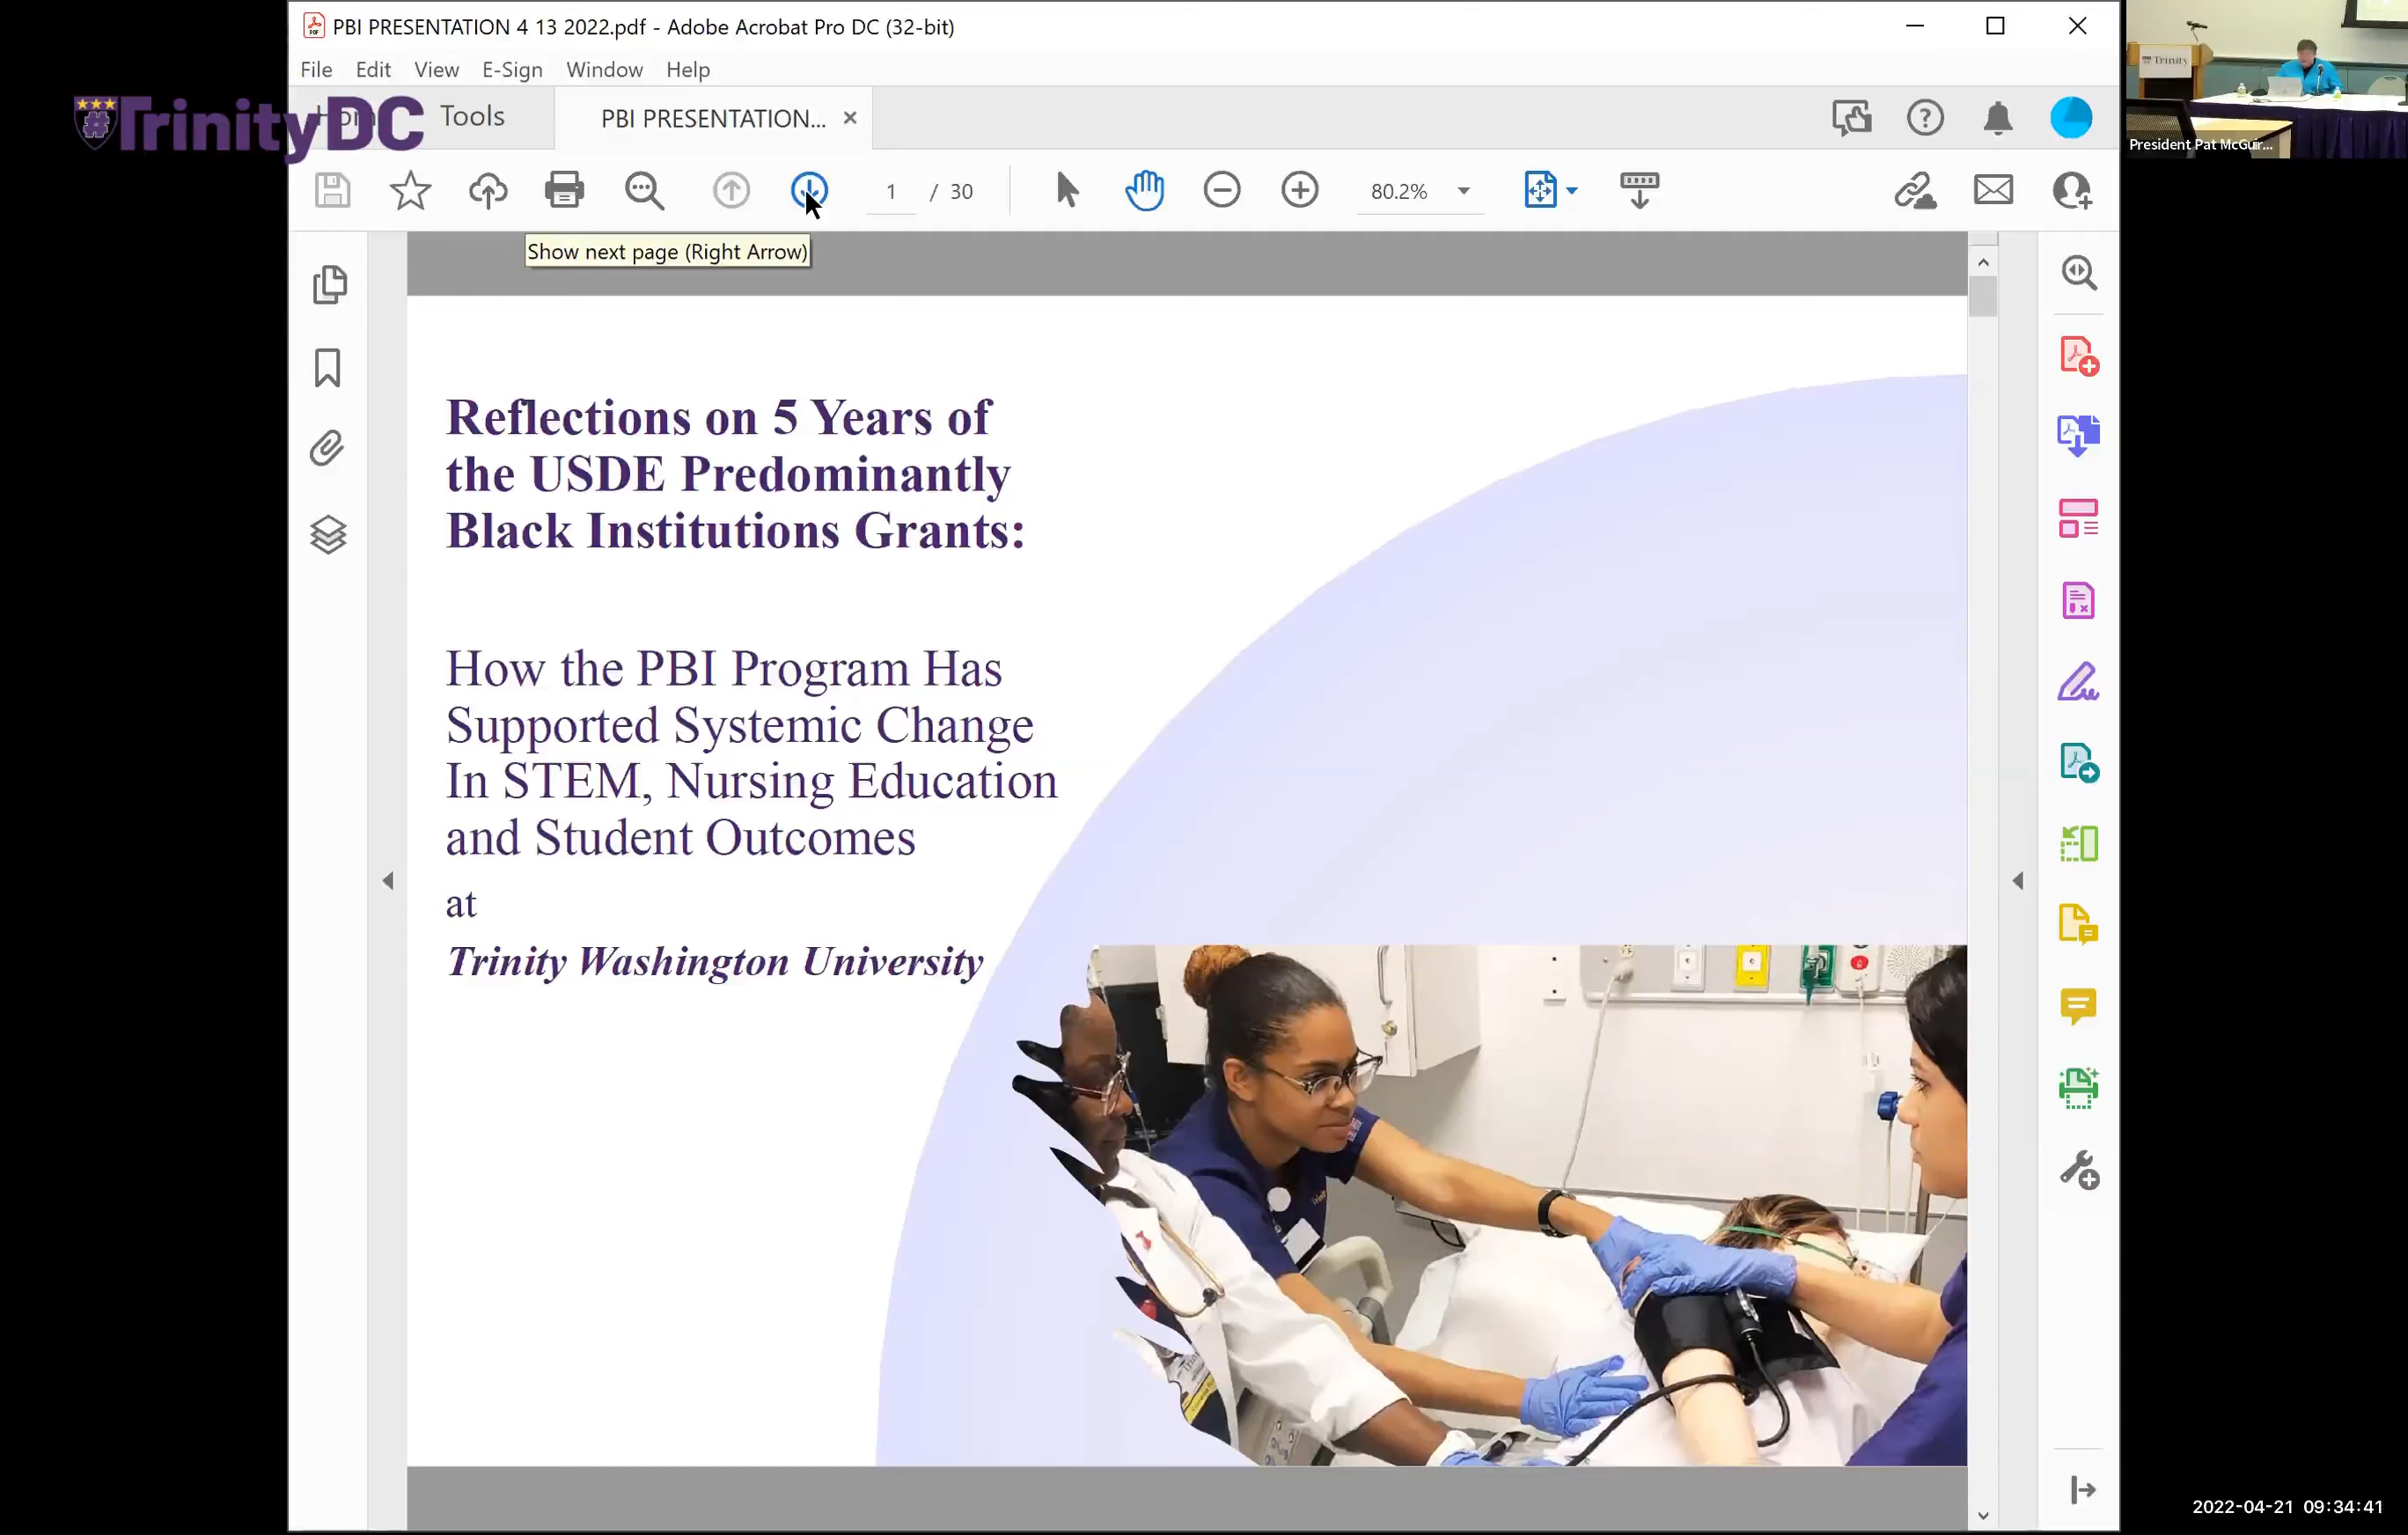 PBI PRESENTATION 4 13 2022.pdf - Adobe Acrobat Pro DC (32-bit)
File Edit View E-Sign Window Help
TrinityDC
Tools
PBI PRESENTATION...
1 / 30
80.2%
Show next page (Right Arrow)
Reflections on 5 Years of
the USDE Predominantly
Black Institutions Grants:
How the PBI Program Has
Supported Systemic Change
In STEM, Nursing Education
and Student Outcomes
at
Trinity Washington University
Trinity
President Pat McGuir...
2022-04-21 09:34:41